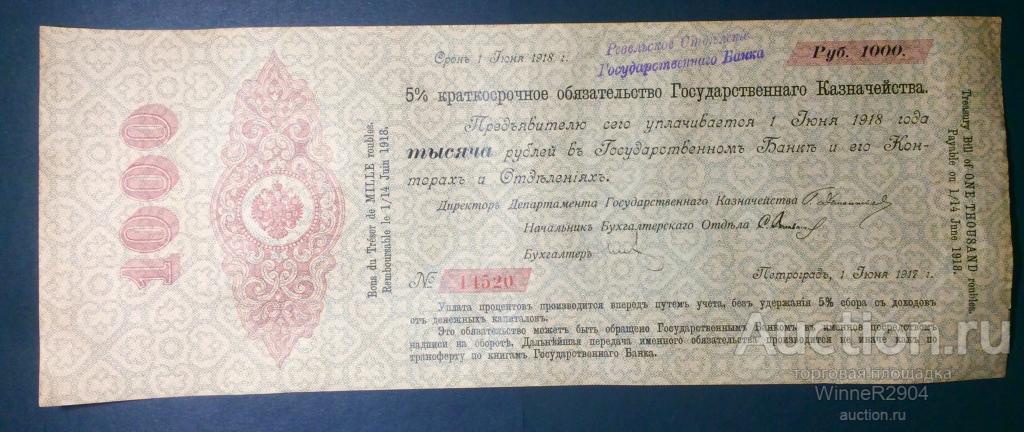 Срокъ 1 Іюня 1918 г.
Ревельское Отдѣленіе
Государственнаго Банка
Руб. 1000.
5% краткосрочное обязательство Государственнаго Казначейства.
Предъявителю сего уплачивается 1 Іюня 1918 года
тысяча рублей въ Государственномъ Банкѣ и его Кон-
торахъ и Отдѣленіяхъ.
Директоръ Департамента Государственнаго Казначейства
Начальникъ Бухгалтерскаго Отдѣла
Бухгалтеръ
№ 14520
Петроградъ, 1 Іюня 1917 г.
Уплата процентовъ производится впередъ путемъ учета, безъ удержанія 5% сбора съ доходовъ
отъ денежныхъ капиталовъ.
Это обязательство можетъ быть обращено Государственнымъ Банкомъ въ именное посредствомъ
надписи на оборотѣ. Дальнѣйшая передача именного обязательства производится не иначе какъ по
трансферту по книгамъ Государственнаго Банка.
1000
Bons du Trésor de MILLE roubles.
Remboursable le 1/14 Juin 1918.
Treasury Bill of ONE THOUSAND roubles.
Payable on 1/14 June 1918.
Auction.ru
торговая площадка
WinneR2904
auction.ru